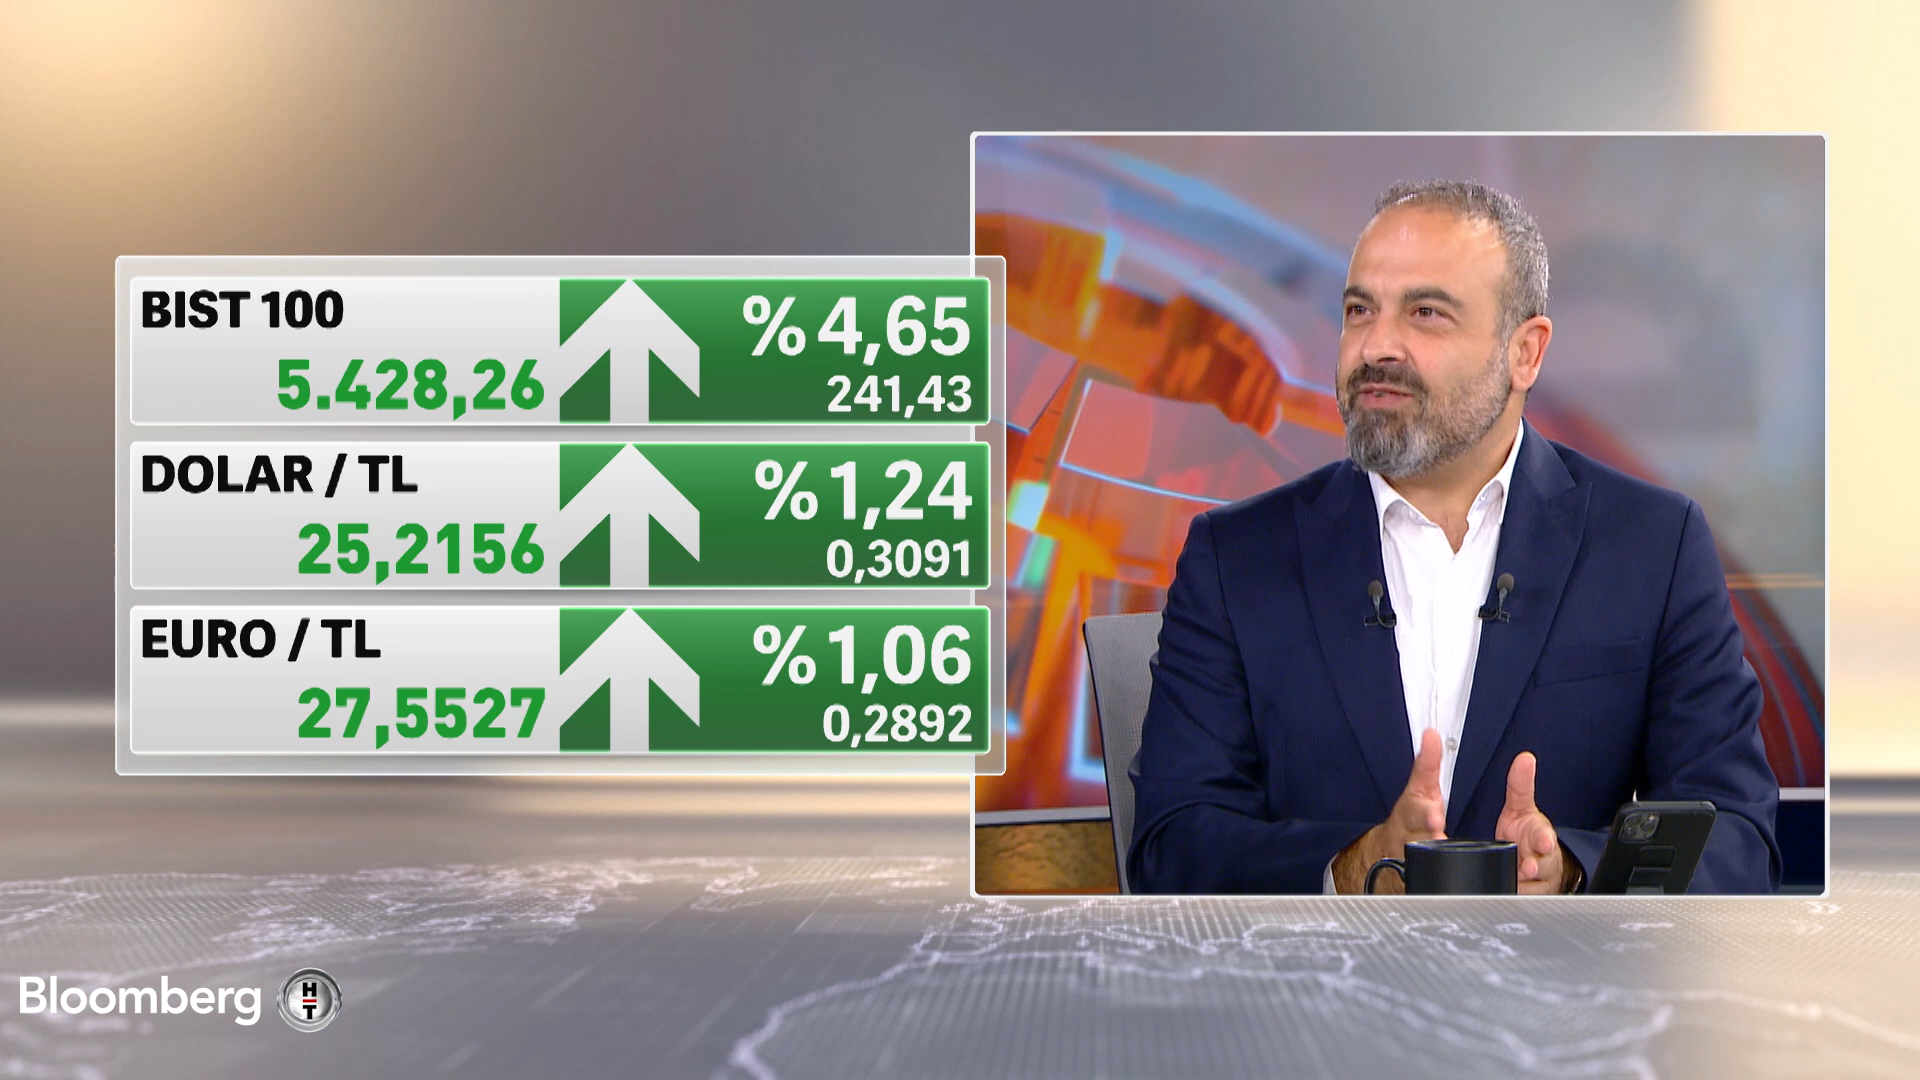 BIST 100
5.428,26
%4,65
241,43
DOLAR / TL
25,2156
%1,24
0,3091
EURO / TL
27,5527
%1,06
0,2892
Bloomberg HT